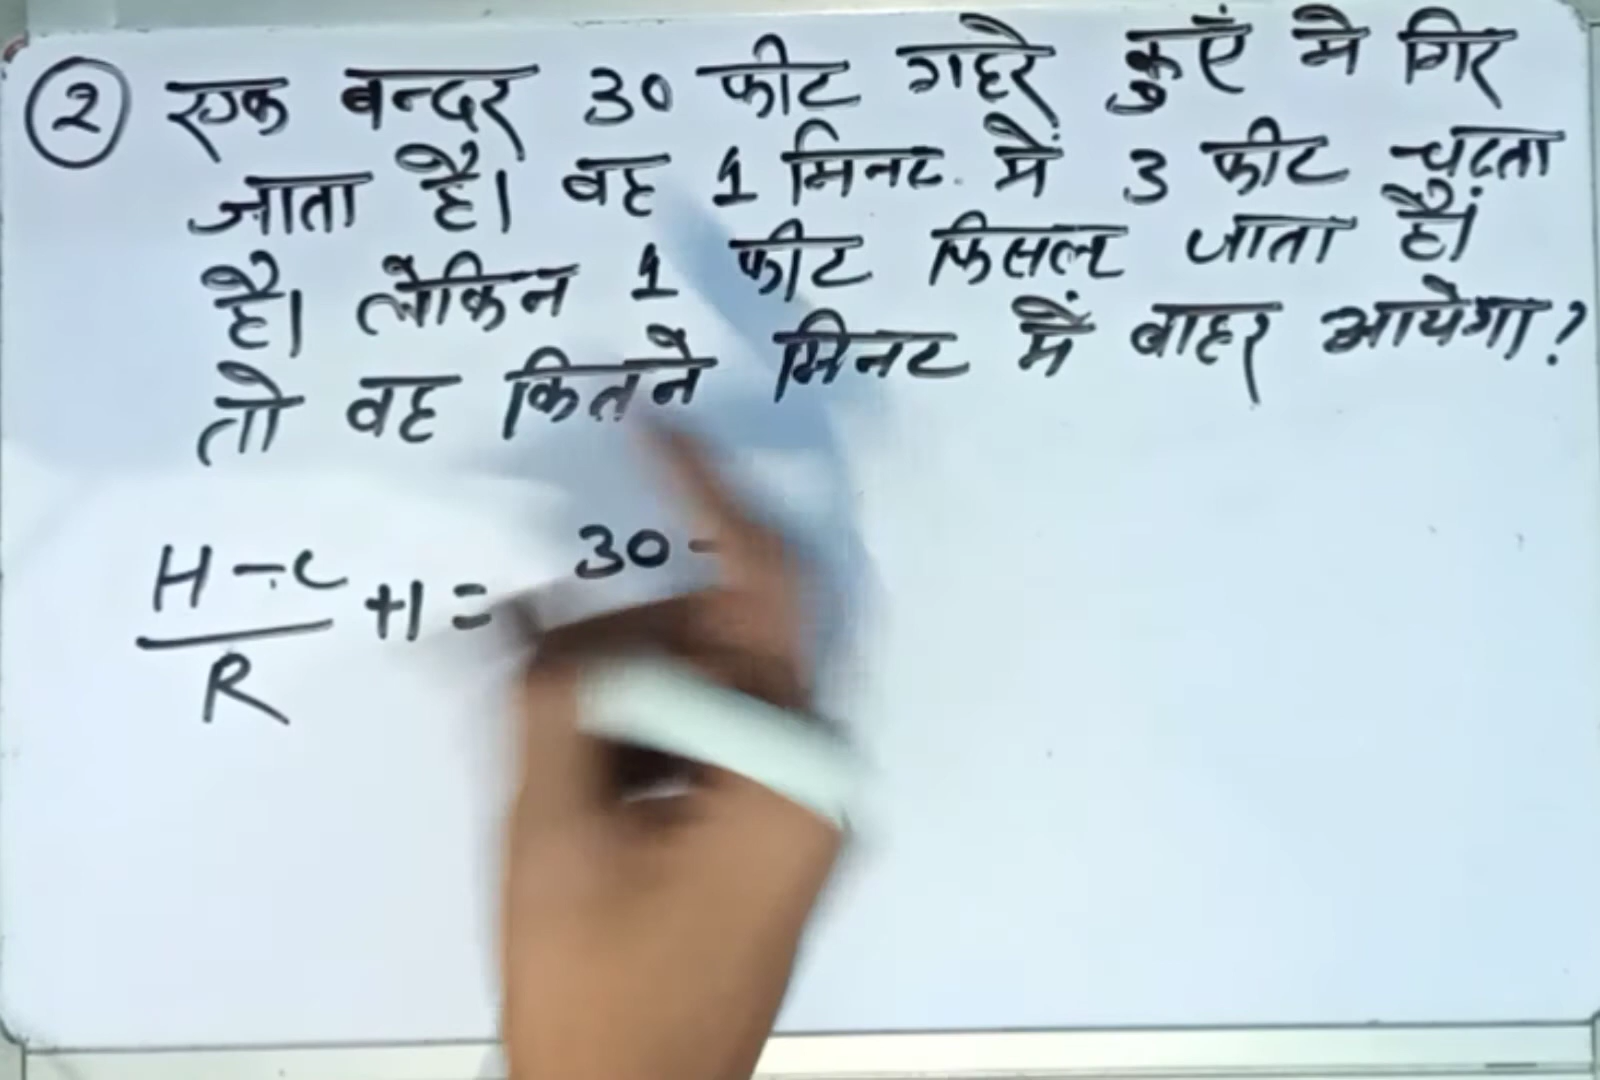 ② एक बन्दर 30 फीट गहरे कुएं मे गिर
जाता है। वह 1 मिनट में 3 फीट चढता
है। लेकिन 1 फीट फिसल जाता है।
तो वह कितने मिनट में बाहर आयेगा?
H-C
R
+1 =
30 -